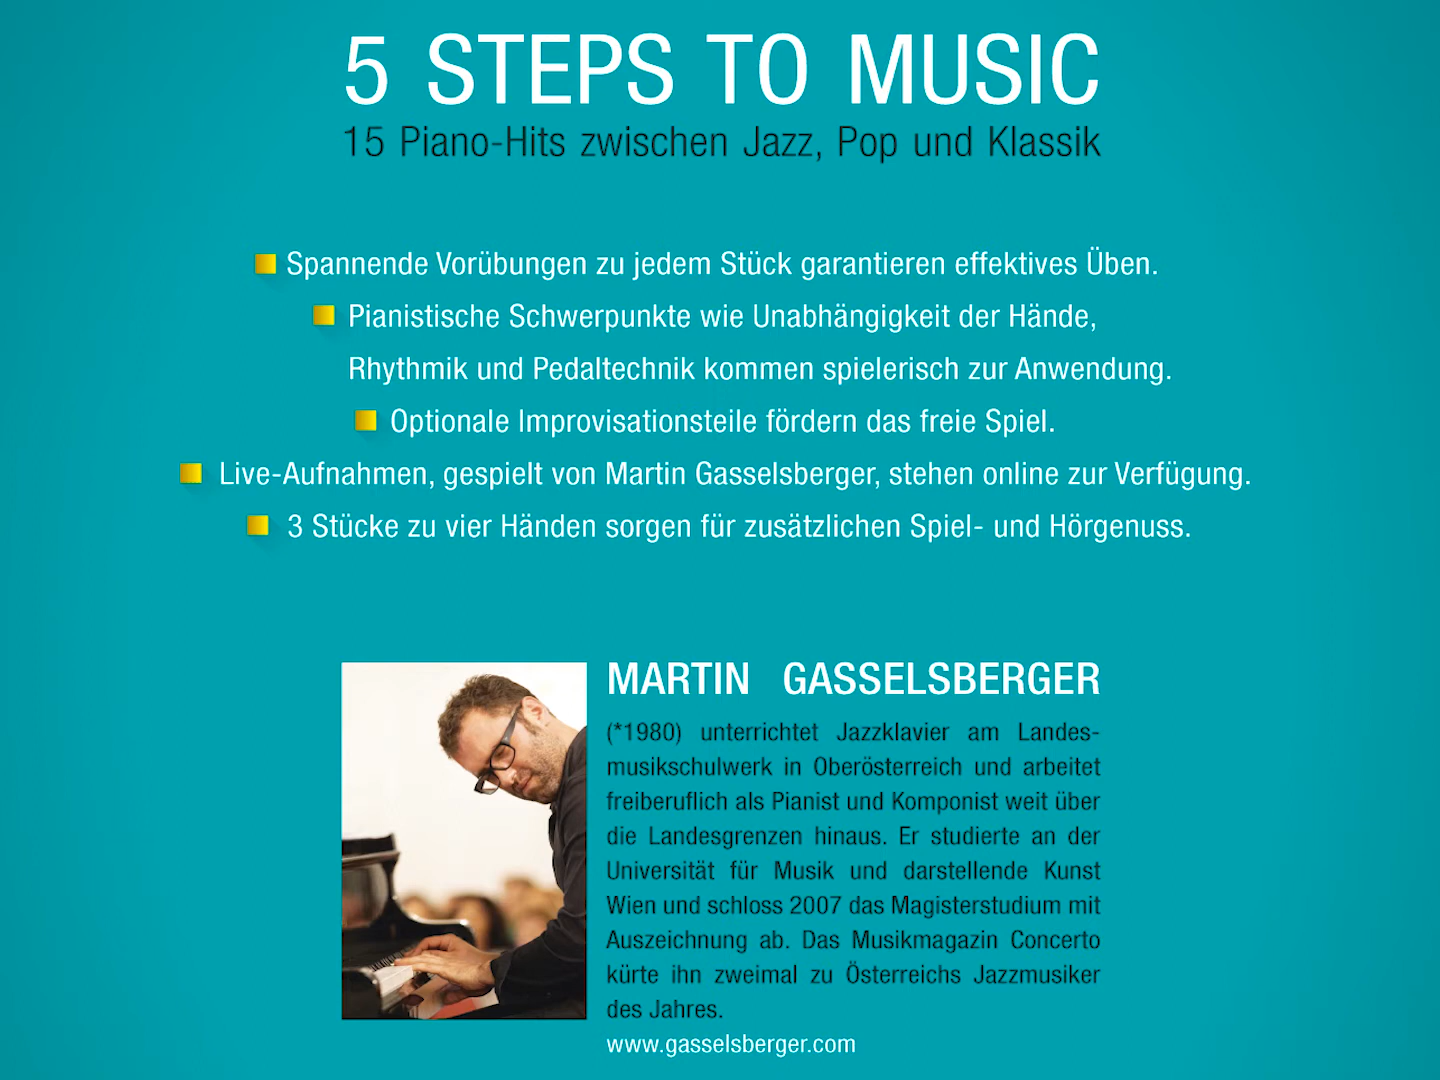 5 STEPS TO MUSIC
15 Piano-Hits zwischen Jazz, Pop und Klassik
Spannende Vorübungen zu jedem Stück garantieren effektives Üben.
Pianistische Schwerpunkte wie Unabhängigkeit der Hände,
Rhythmik und Pedaltechnik kommen spielerisch zur Anwendung.
Optionale Improvisationsteile fördern das freie Spiel.
Live-Aufnahmen, gespielt von Martin Gasselsberger, stehen online zur Verfügung.
3 Stücke zu vier Händen sorgen für zusätzlichen Spiel- und Hörgenuss.
MARTIN GASSELSBERGER
(*1980) unterrichtet Jazzklavier am Landes-
musikschulwerk in Oberösterreich und arbeitet
freiberuflich als Pianist und Komponist weit über
die Landesgrenzen hinaus. Er studierte an der
Universität für Musik und darstellende Kunst
Wien und schloss 2007 das Magisterstudium mit
Auszeichnung ab. Das Musikmagazin Concerto
kürte ihn zweimal zu Österreichs Jazzmusiker
des Jahres.
www.gasselsberger.com